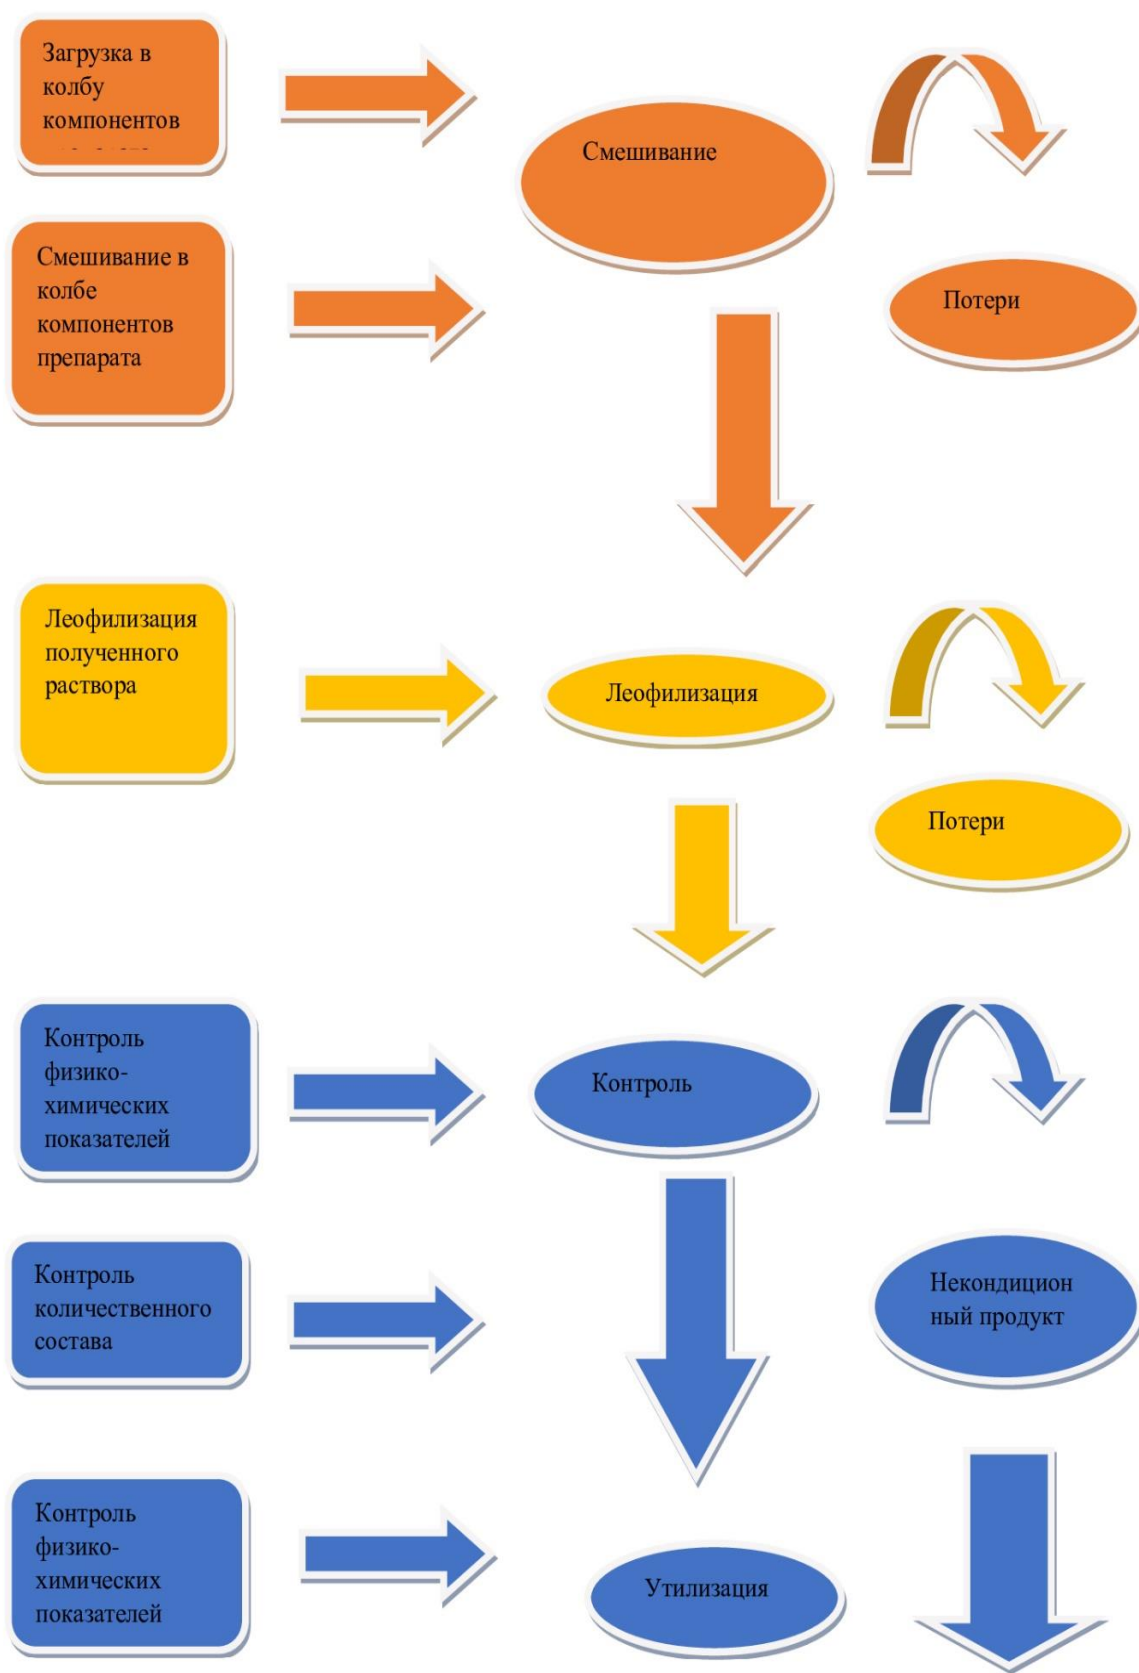 Загрузка в
колбу
компонентов
Смешивание
Смешивание в
колбе
компонентов
препарата
Потери
Леофилизация
полученного
раствора
Леофилизация
Потери
Контроль
физико-
химических
показателей
Контроль
Контроль
количественного
состава
Некондицион
ный продукт
Контроль
физико-
химических
показателей
Утилизация